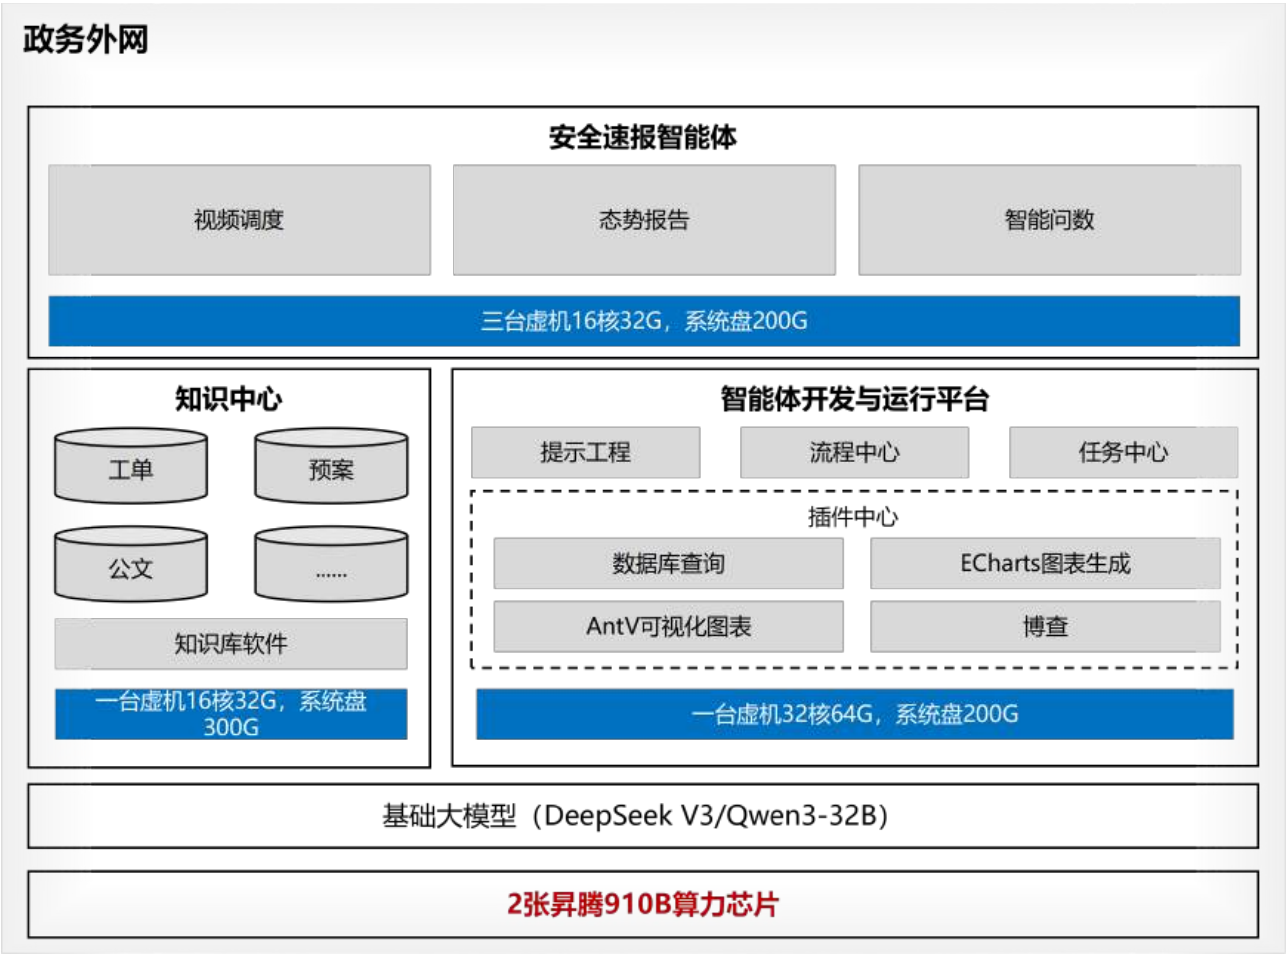 政务外网
安全速报智能体
视频调度
态势报告
智能问数
三台虚机16核32G，系统盘200G
知识中心
工单
预案
公文
......
知识库软件
一台虚机16核32G，系统盘
300G
智能体开发与运行平台
提示工程
流程中心
任务中心
插件中心
数据库查询
ECharts图表生成
AntV可视化图表
博查
一台虚机32核64G，系统盘200G
基础大模型（DeepSeek V3/Qwen3-32B）
2张昇腾910B算力芯片